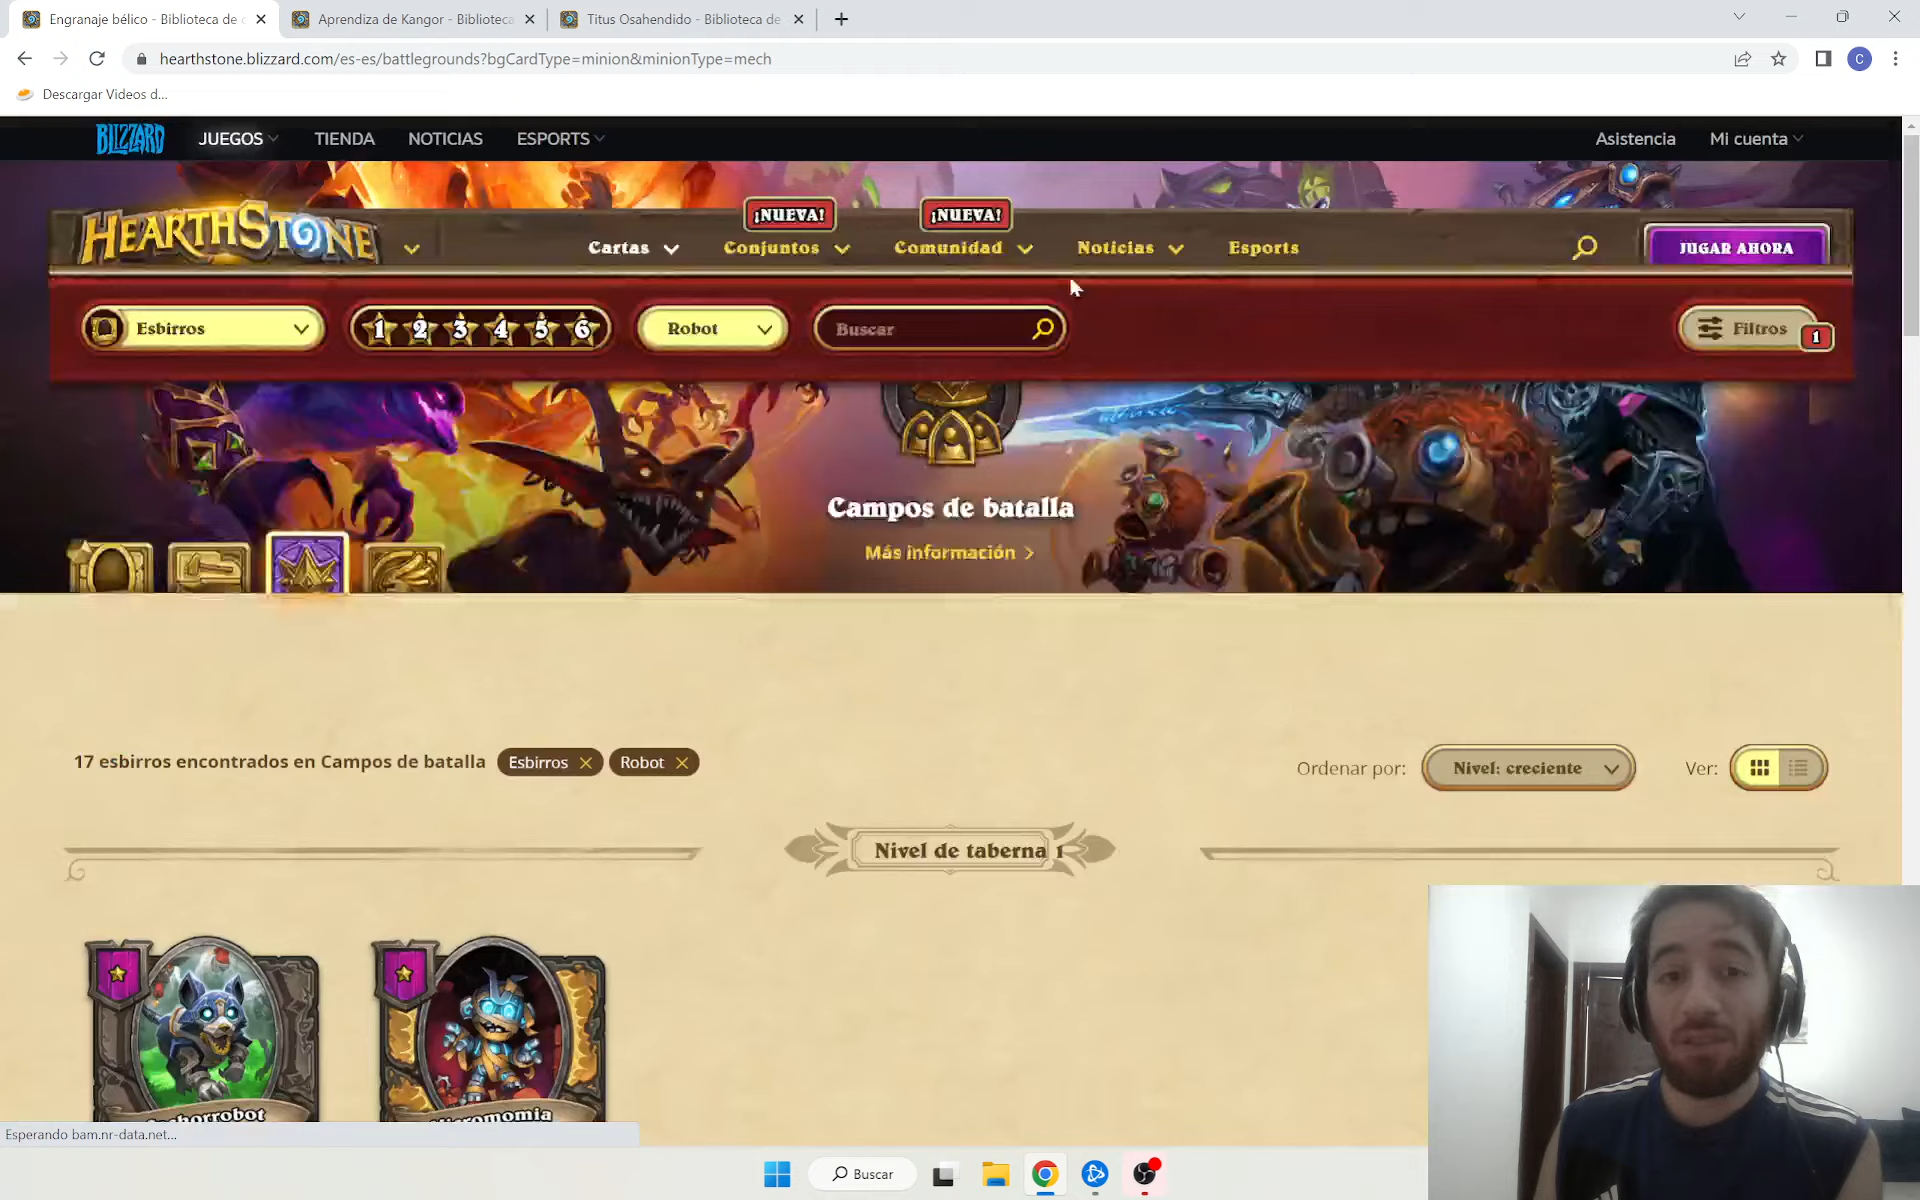 Engranaje bélico - Biblioteca de c
Aprendiza de Kangor - Biblioteca
Titus Osahendido - Biblioteca de
hearthstone.blizzard.com/es-es/battlegrounds?bgCardType=minion&minionType=mech
C
Descargar Videos d...
BLIZZARD
JUEGOS
TIENDA
NOTICIAS
ESPORTS
Asistencia
Mi cuenta
HEARTHSTONE
¡NUEVA!
¡NUEVA!
Cartas
Conjuntos
Comunidad
Noticias
Esports
JUGAR AHORA
Esbirros
1 2 3 4 5 6
Robot
Buscar
Filtros
1
Campos de batalla
Más información >
17 esbirros encontrados en Campos de batalla
Esbirros
Robot
Ordenar por:
Nivel: creciente
Ver:
Nivel de taberna 1
Esperando bam.nr-data.net...
Buscar